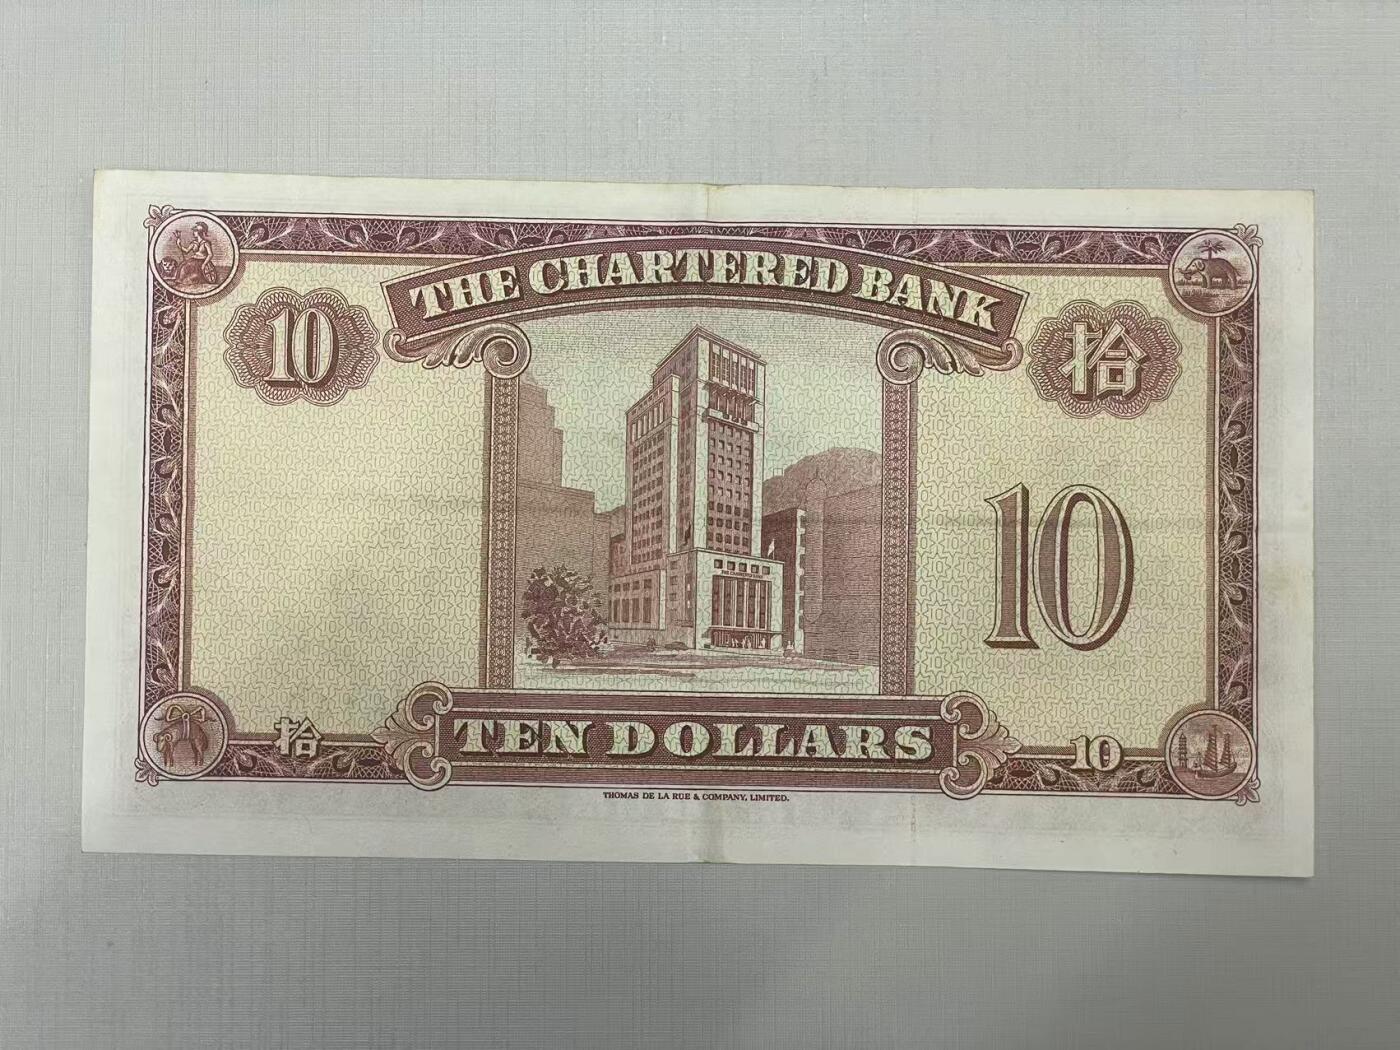 THE CHARTERED BANK
10
拾
10
TEN DOLLARS
拾
10
THOMAS DE LA RUE & COMPANY, LIMITED.